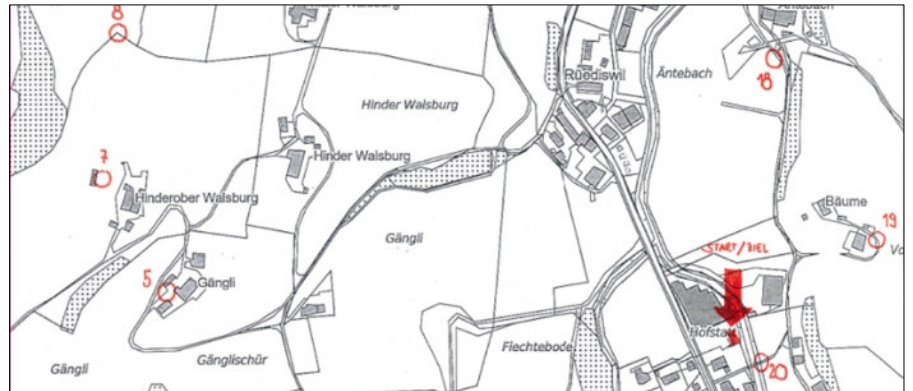 8
Äntebach
18
Rüediswil
Äntebach
Hinder Walsburg
Hinder Walsburg
7
Hinderober Walsburg
Bäume
19
START/ZIEL
Gängli
5
Gängli
Hofstatt
Gängli
Gänglischür
Fiechtebode
20